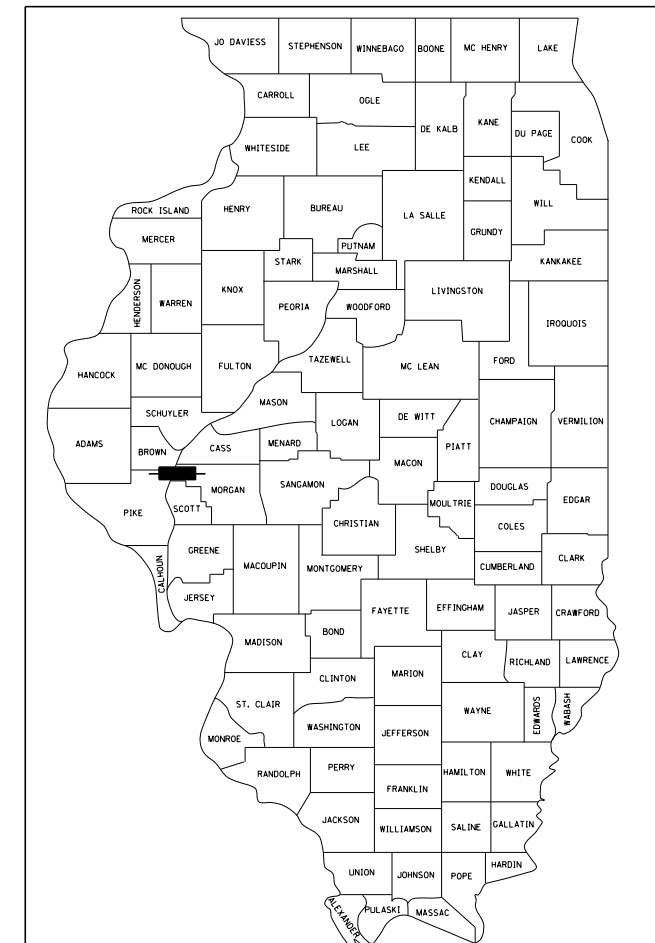 JO DAVIESS
STEPHENSON
WINNEBAGO
BOONE
MC HENRY
LAKE
CARROLL
OGLE
DE KALB
KANE
DU PAGE
COOK
WHITESIDE
LEE
KENDALL
WILL
ROCK ISLAND
HENRY
BUREAU
LA SALLE
GRUNDY
MERCER
PUTNAM
STARK
MARSHALL
KANKAKEE
HENDERSON
WARREN
KNOX
PEORIA
WOODFORD
LIVINGSTON
IROQUOIS
HANCOCK
MC DONOUGH
FULTON
TAZEWELL
MC LEAN
FORD
MASON
SCHUYLER
LOGAN
DE WITT
CHAMPAIGN
VERMILION
ADAMS
BROWN
CASS
MENARD
PIATT
MACON
MORGAN
SANGAMON
DOUGLAS
EDGAR
PIKE
SCOTT
CHRISTIAN
MOULTRIE
COLES
SHELBY
GREENE
MACOUPIN
MONTGOMERY
CUMBERLAND
CLARK
CALHOUN
JERSEY
FAYETTE
EFFINGHAM
JASPER
CRAWFORD
MADISON
BOND
CLAY
RICHLAND
LAWRENCE
CLINTON
MARION
ST. CLAIR
WAYNE
EDWARDS
WABASH
MONROE
WASHINGTON
JEFFERSON
RANDOLPH
PERRY
HAMILTON
WHITE
FRANKLIN
JACKSON
WILLIAMSON
SALINE
GALLATIN
UNION
JOHNSON
POPE
HARDIN
ALEXANDER
PULASKI
MASSAC